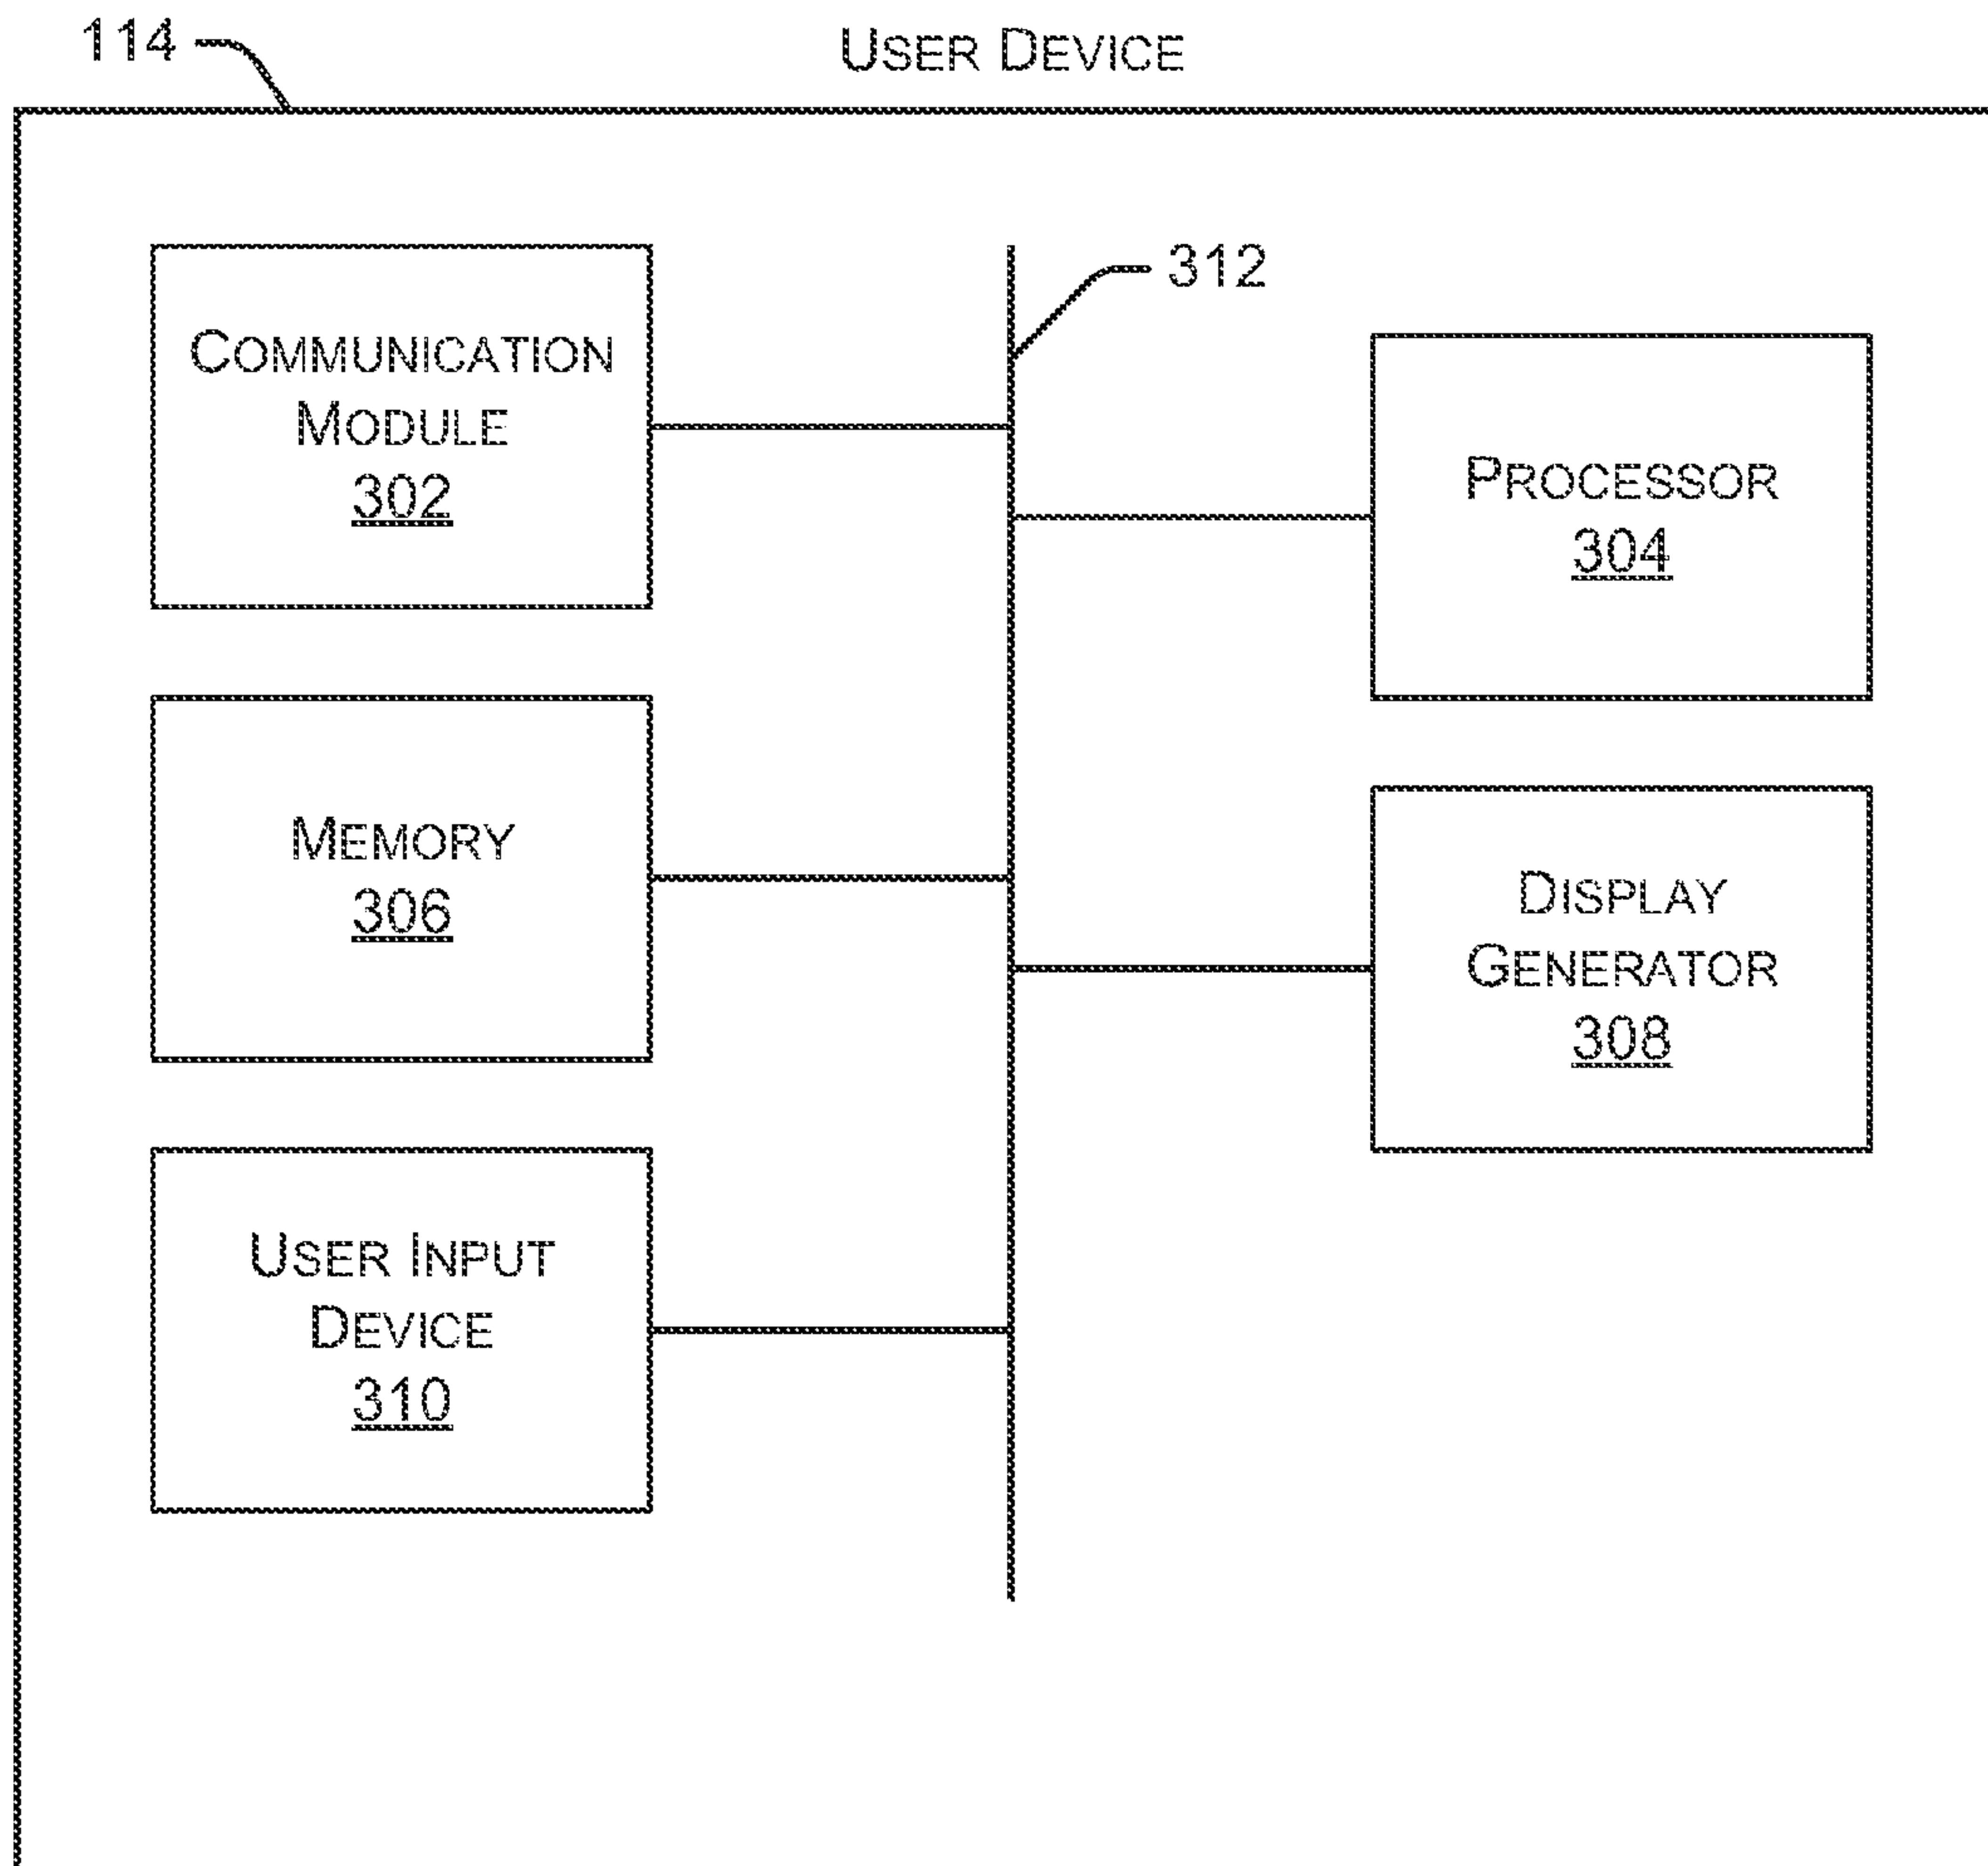 114
USER DEVICE
312
COMMUNICATION
MODULE
302
PROCESSOR
304
MEMORY
306
DISPLAY
GENERATOR
308
USER INPUT
DEVICE
310